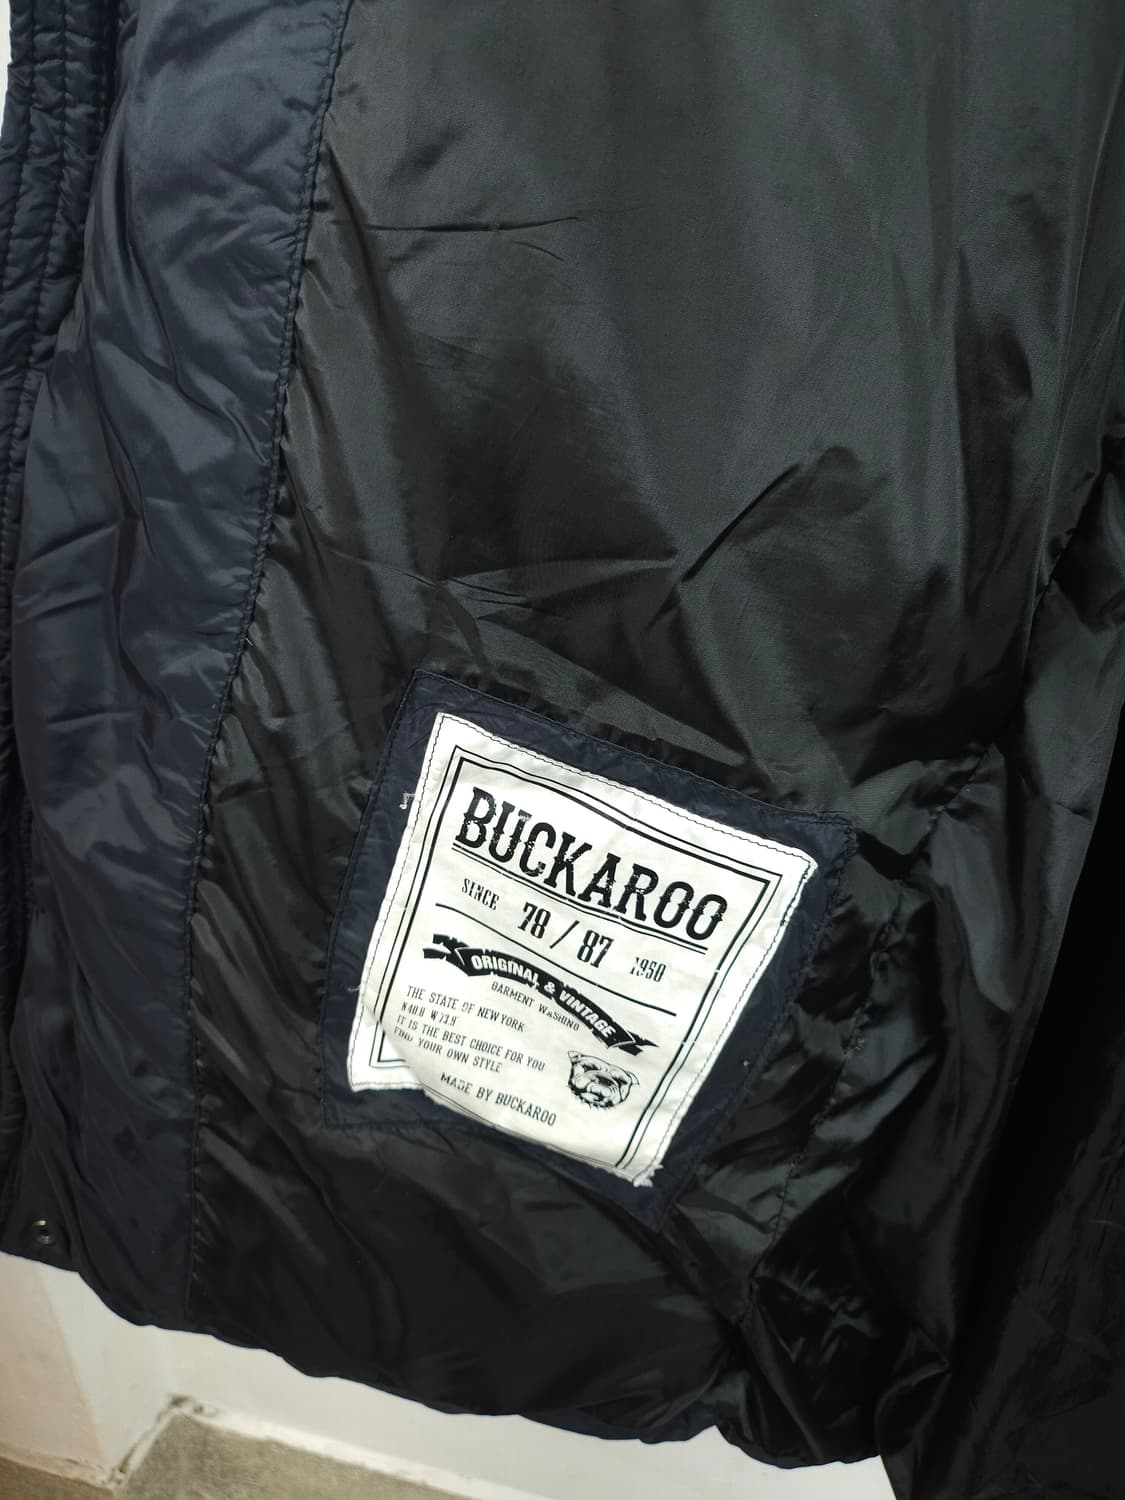 BUCKAROO
SINCE 78 / 87 1950
ORIGINAL & VINTAGE
GARMENT WASHING
THE STATE OF NEW YORK
N40.8 W73.9
IT IS THE BEST CHOICE FOR YOU
FIND YOUR OWN STYLE
MADE BY BUCKAROO